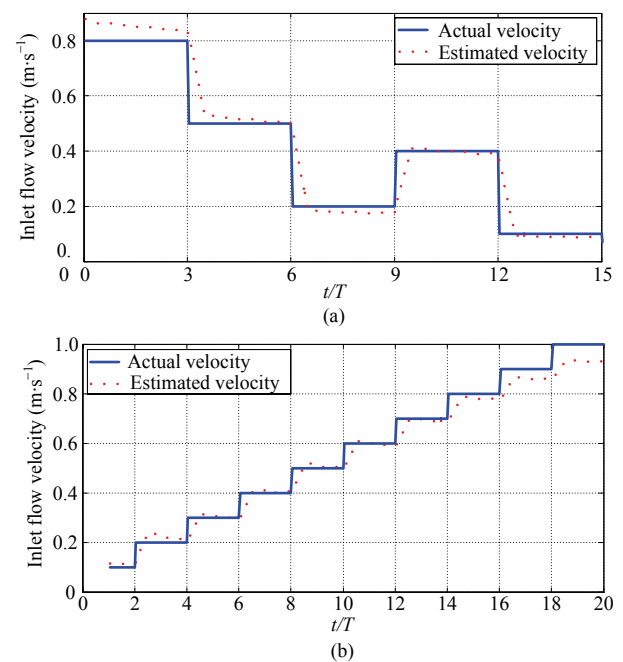 Inlet flow velocity (m·s⁻¹)
0.8
0.6
0.4
0.2
0.
0
Actual velocity
Estimated velocity
0 3 6 9 12 15
t/T
(a)
Inlet flow velocity (m·s⁻¹)
1.0
0.8
0.6
0.4
0.2
0
Actual velocity
Estimated velocity
0 2 4 6 8 10 12 14 16 18 20
t/T
(b)